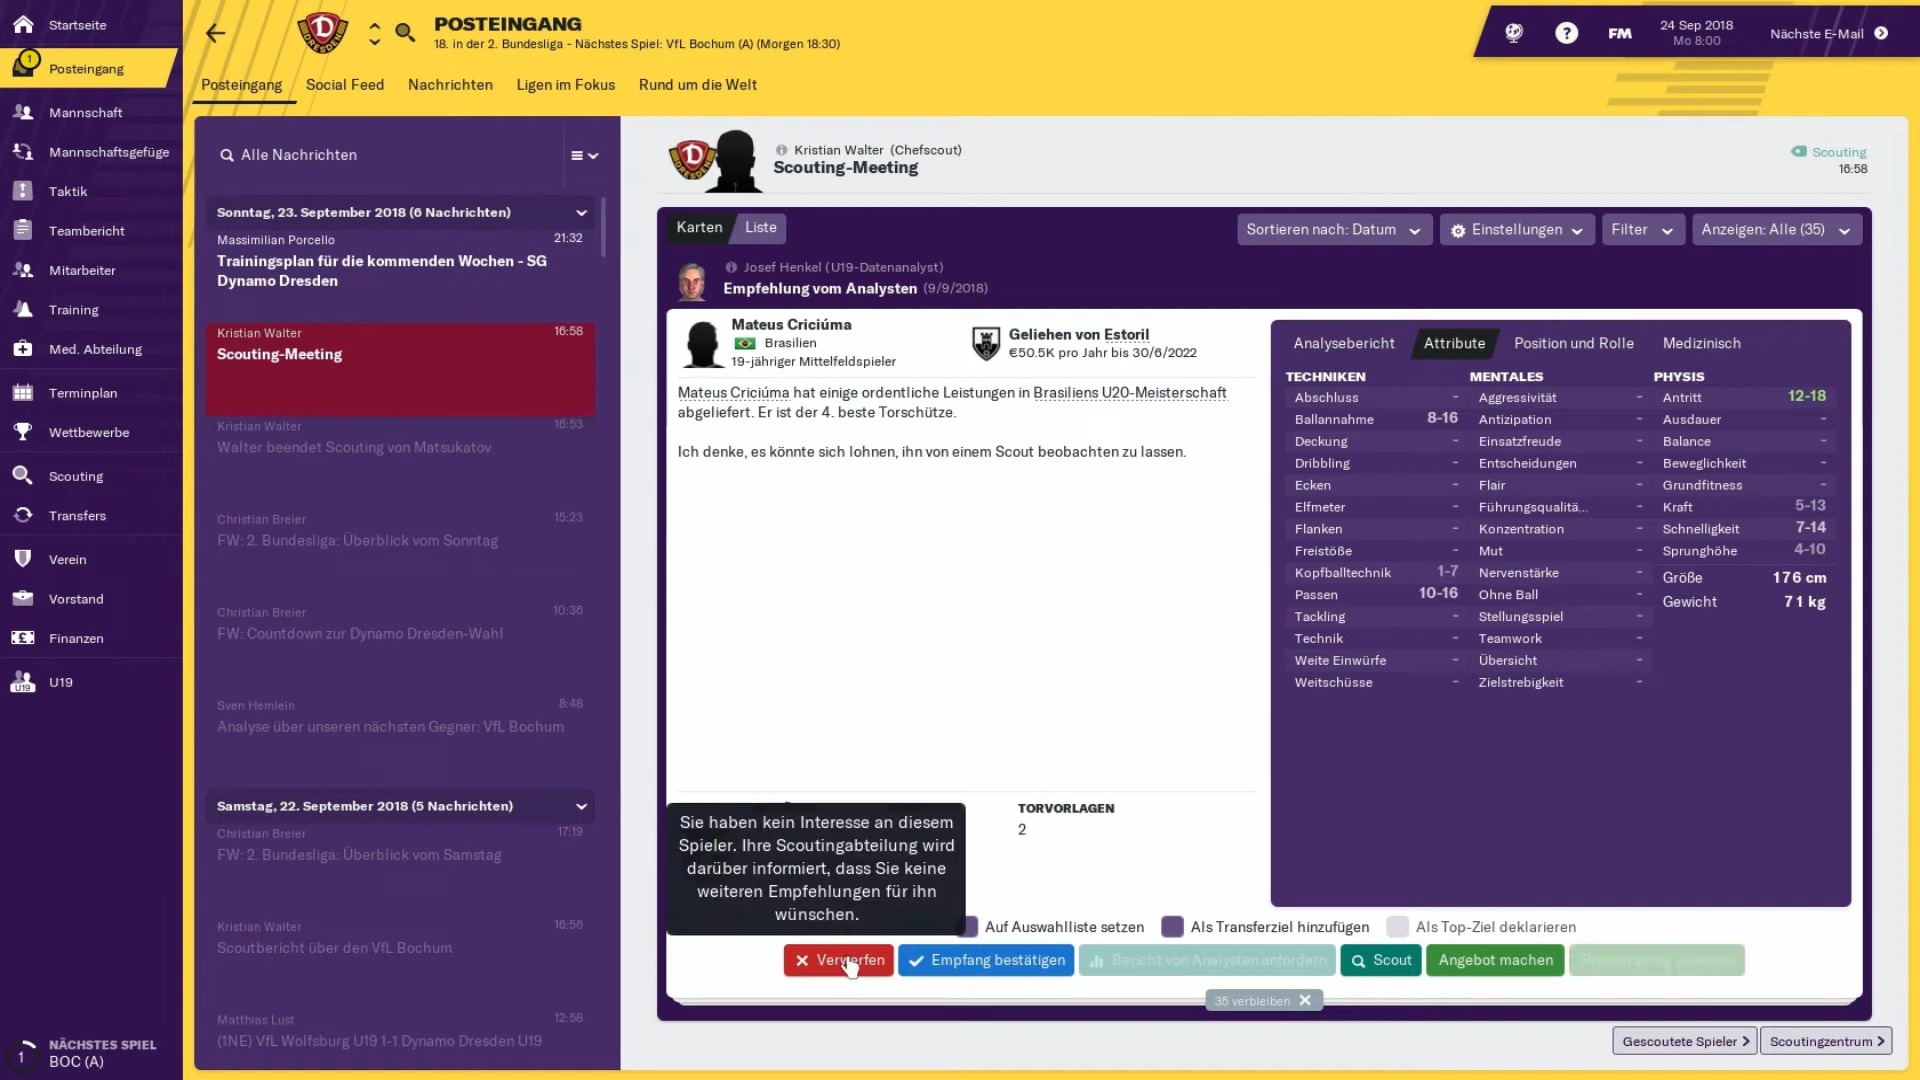 Startseite
1
Posteingang
Mannschaft
Mannschaftsgefüge
Taktik
Teambericht
Mitarbeiter
Training
Med. Abteilung
Terminplan
Wettbewerbe
Scouting
Transfers
Verein
Vorstand
Finanzen
U19
U19
1
NÄCHSTES SPIEL
BOC (A)
POSTEINGANG
18. in der 2. Bundesliga - Nächstes Spiel: VfL Bochum (A) (Morgen 18:30)
FM
24 Sep 2018
Mo 8:00
Nächste E-Mail
Posteingang
Social Feed
Nachrichten
Ligen im Fokus
Rund um die Welt
Alle Nachrichten
Sonntag, 23. September 2018 (6 Nachrichten)
Massimilian Porcello
21:32
Trainingsplan für die kommenden Wochen - SG
Dynamo Dresden
Kristian Walter
16:58
Scouting-Meeting
Kristian Walter
16:53
Walter beendet Scouting von Matsukatov
Christian Breier
15:23
FW: 2. Bundesliga: Überblick vom Sonntag
Christian Breier
10:36
FW: Countdown zur Dynamo Dresden-Wahl
Sven Hemlein
8:48
Analyse über unseren nächsten Gegner: VfL Bochum
Samstag, 22. September 2018 (5 Nachrichten)
Christian Breier
17:19
FW: 2. Bundesliga: Überblick vom Samstag
Kristian Walter
16:56
Scoutbericht über den VfL Bochum
Matthias Lust
12:58
(1NE) VfL Wolfsburg U19 1-1 Dynamo Dresden U19
Kristian Walter (Chefscout)
Scouting-Meeting
Scouting
16:58
Karten
Liste
Sortieren nach: Datum
Einstellungen
Filter
Anzeigen: Alle (35)
Josef Henkel (U19-Datenanalyst)
Empfehlung vom Analysten (9/9/2018)
Mateus Criciúma
Brasilien
19-jähriger Mittelfeldspieler
Geliehen von Estoril
€50.5K pro Jahr bis 30/6/2022
Mateus Criciúma hat einige ordentliche Leistungen in Brasiliens U20-Meisterschaft
abgeliefert. Er ist der 4. beste Torschütze.
Ich denke, es könnte sich lohnen, ihn von einem Scout beobachten zu lassen.
TORVORLAGEN
2
Analysebericht
Attribute
Position und Rolle
Medizinisch
TECHNIKEN
Abschluss -
Ballannahme 8-16
Deckung -
Dribbling -
Ecken -
Elfmeter -
Flanken -
Freistöße -
Kopfballtechnik 1-7
Passen 10-16
Tackling -
Technik -
Weite Einwürfe -
Weitschüsse -
MENTALES
Aggressivität -
Antizipation -
Einsatzfreude -
Entscheidungen -
Flair -
Führungsqualitä... -
Konzentration -
Mut -
Nervenstärke -
Ohne Ball -
Stellungsspiel -
Teamwork -
Übersicht -
Zielstrebigkeit -
PHYSIS
Antritt 12-18
Ausdauer -
Balance -
Beweglichkeit -
Grundfitness -
Kraft 5-13
Schnelligkeit 7-14
Sprunghöhe 4-10
Größe 176 cm
Gewicht 71 kg
Sie haben kein Interesse an diesem
Spieler. Ihre Scoutingabteilung wird
darüber informiert, dass Sie keine
weiteren Empfehlungen für ihn
wünschen.
Auf Auswahlliste setzen
Als Transferziel hinzufügen
Als Top-Ziel deklarieren
Verwerfen
Empfang bestätigen
Bericht von Analysten anfordern
Scout
Angebot machen
35 verbleiben
Gescoutete Spieler
Scoutingzentrum